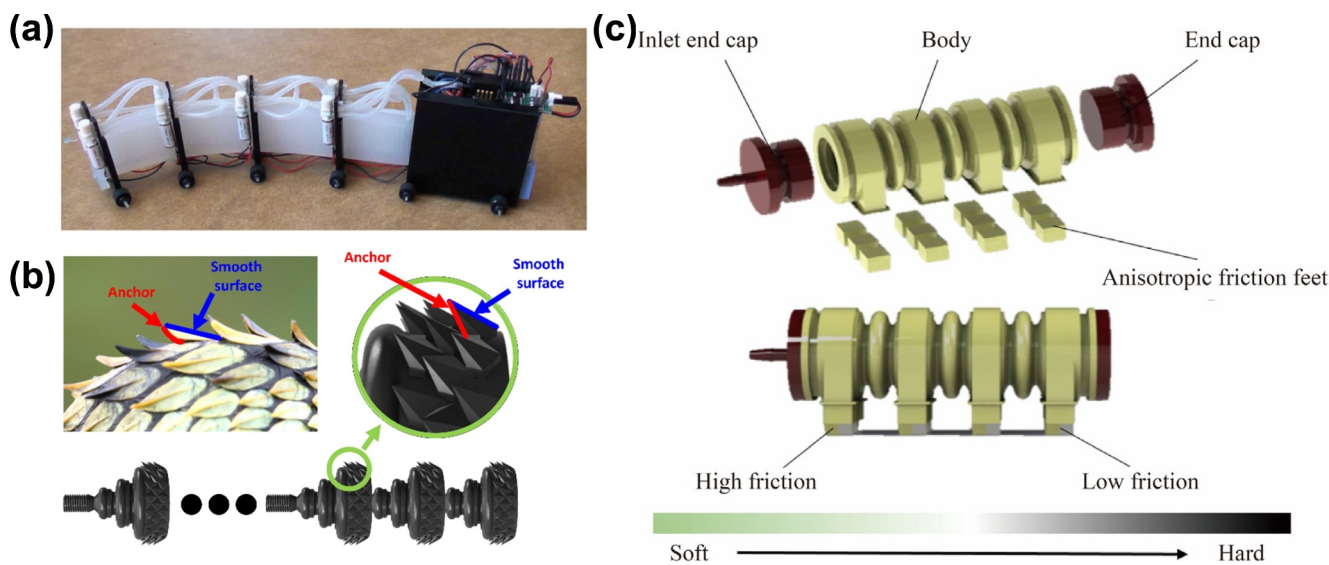 (a)
(b)
Anchor
Smooth
surface
Anchor
Smooth
surface
(c)
Inlet end cap
Body
End cap
Anisotropic friction feet
High friction
Low friction
Soft
Hard